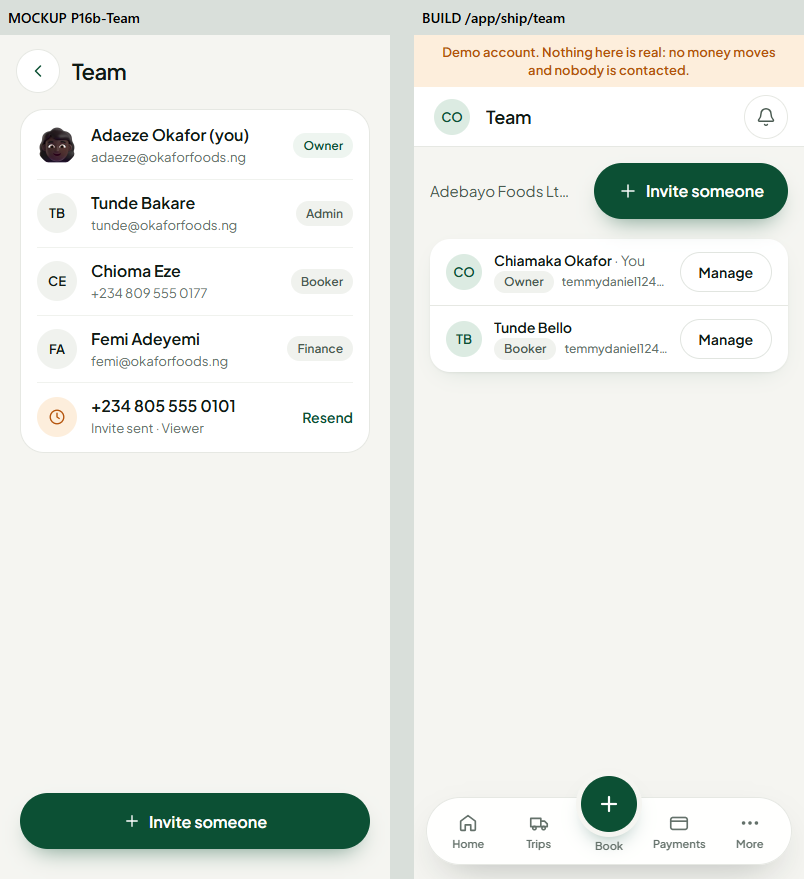 MOCKUP P16b-Team
Team
Adaeze Okafor (you)
adaeze@okaforfoods.ng
Owner
TB
Tunde Bakare
tunde@okaforfoods.ng
Admin
CE
Chioma Eze
+234 809 555 0177
Booker
FA
Femi Adeyemi
femi@okaforfoods.ng
Finance
+234 805 555 0101
Invite sent · Viewer
Resend
+ Invite someone
BUILD /app/ship/team
Demo account. Nothing here is real: no money moves
and nobody is contacted.
CO
Team
Adebayo Foods Lt...
+ Invite someone
CO
Chiamaka Okafor · You
Owner
temmydaniel124...
Manage
TB
Tunde Bello
Booker
temmydaniel124...
Manage
Home
Trips
Book
Payments
More